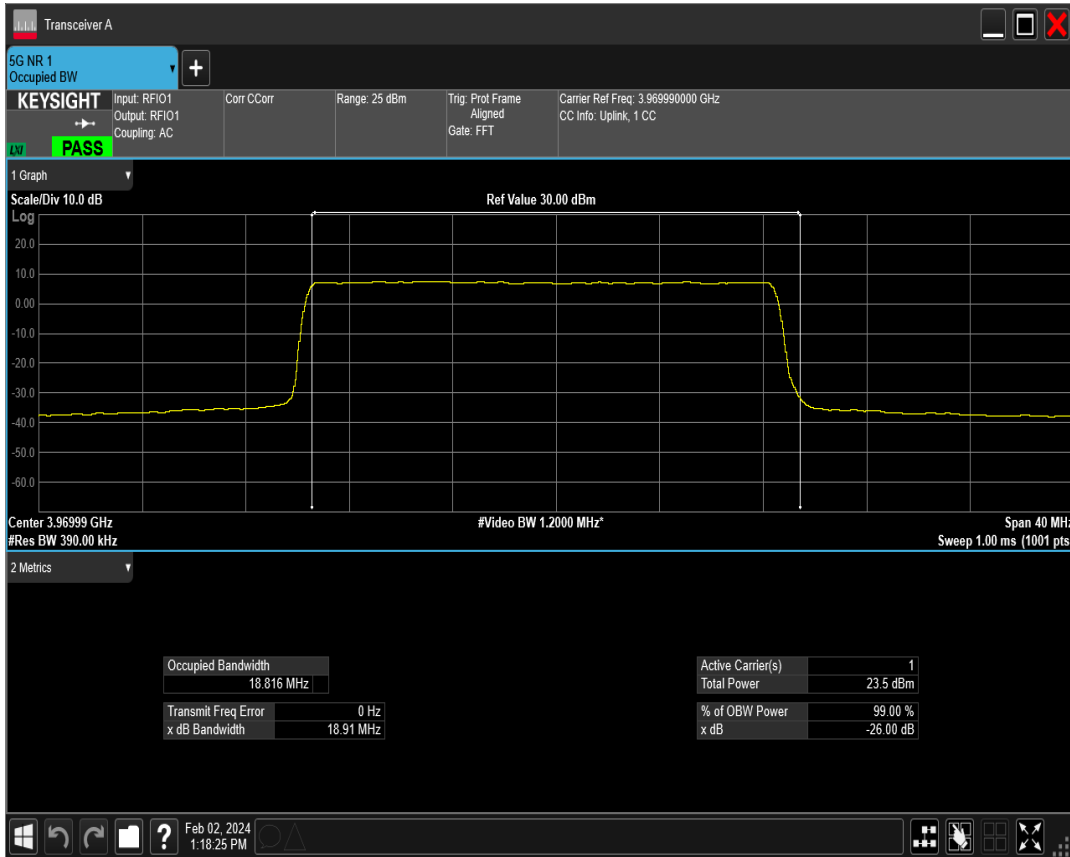 Transceiver A
5G NR 1
Occupied BW
KEYSIGHT
LXI
PASS
Input: RFIO1
Output: RFIO1
Coupling: AC
Corr CCorr
Range: 25 dBm
Trig: Prot Frame
Aligned
Gate: FFT
Carrier Ref Freq: 3.969990000 GHz
CC Info: Uplink, 1 CC
1 Graph
Scale/Div 10.0 dB
Ref Value 30.00 dBm
Log
20.0
10.0
0.00
-10.0
-20.0
-30.0
-40.0
-50.0
-60.0
Center 3.96999 GHz
#Video BW 1.2000 MHz*
Span 40 MHz
#Res BW 390.00 kHz
Sweep 1.00 ms (1001 pts
2 Metrics
Occupied Bandwidth
18.816 MHz
Transmit Freq Error 0 Hz
x dB Bandwidth 18.91 MHz
Active Carrier(s) 1
Total Power 23.5 dBm
% of OBW Power 99.00 %
x dB -26.00 dB
?
Feb 02, 2024
1:18:25 PM